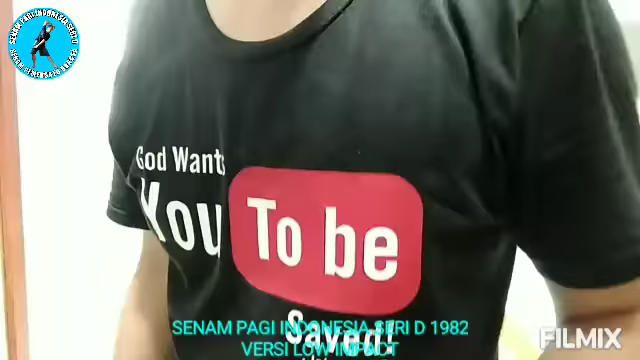 God Wants
You To be
Saved!
SENAM PAGI INDONESIA SERI D 1982
VERSI LOW IMPACT
FILMIX